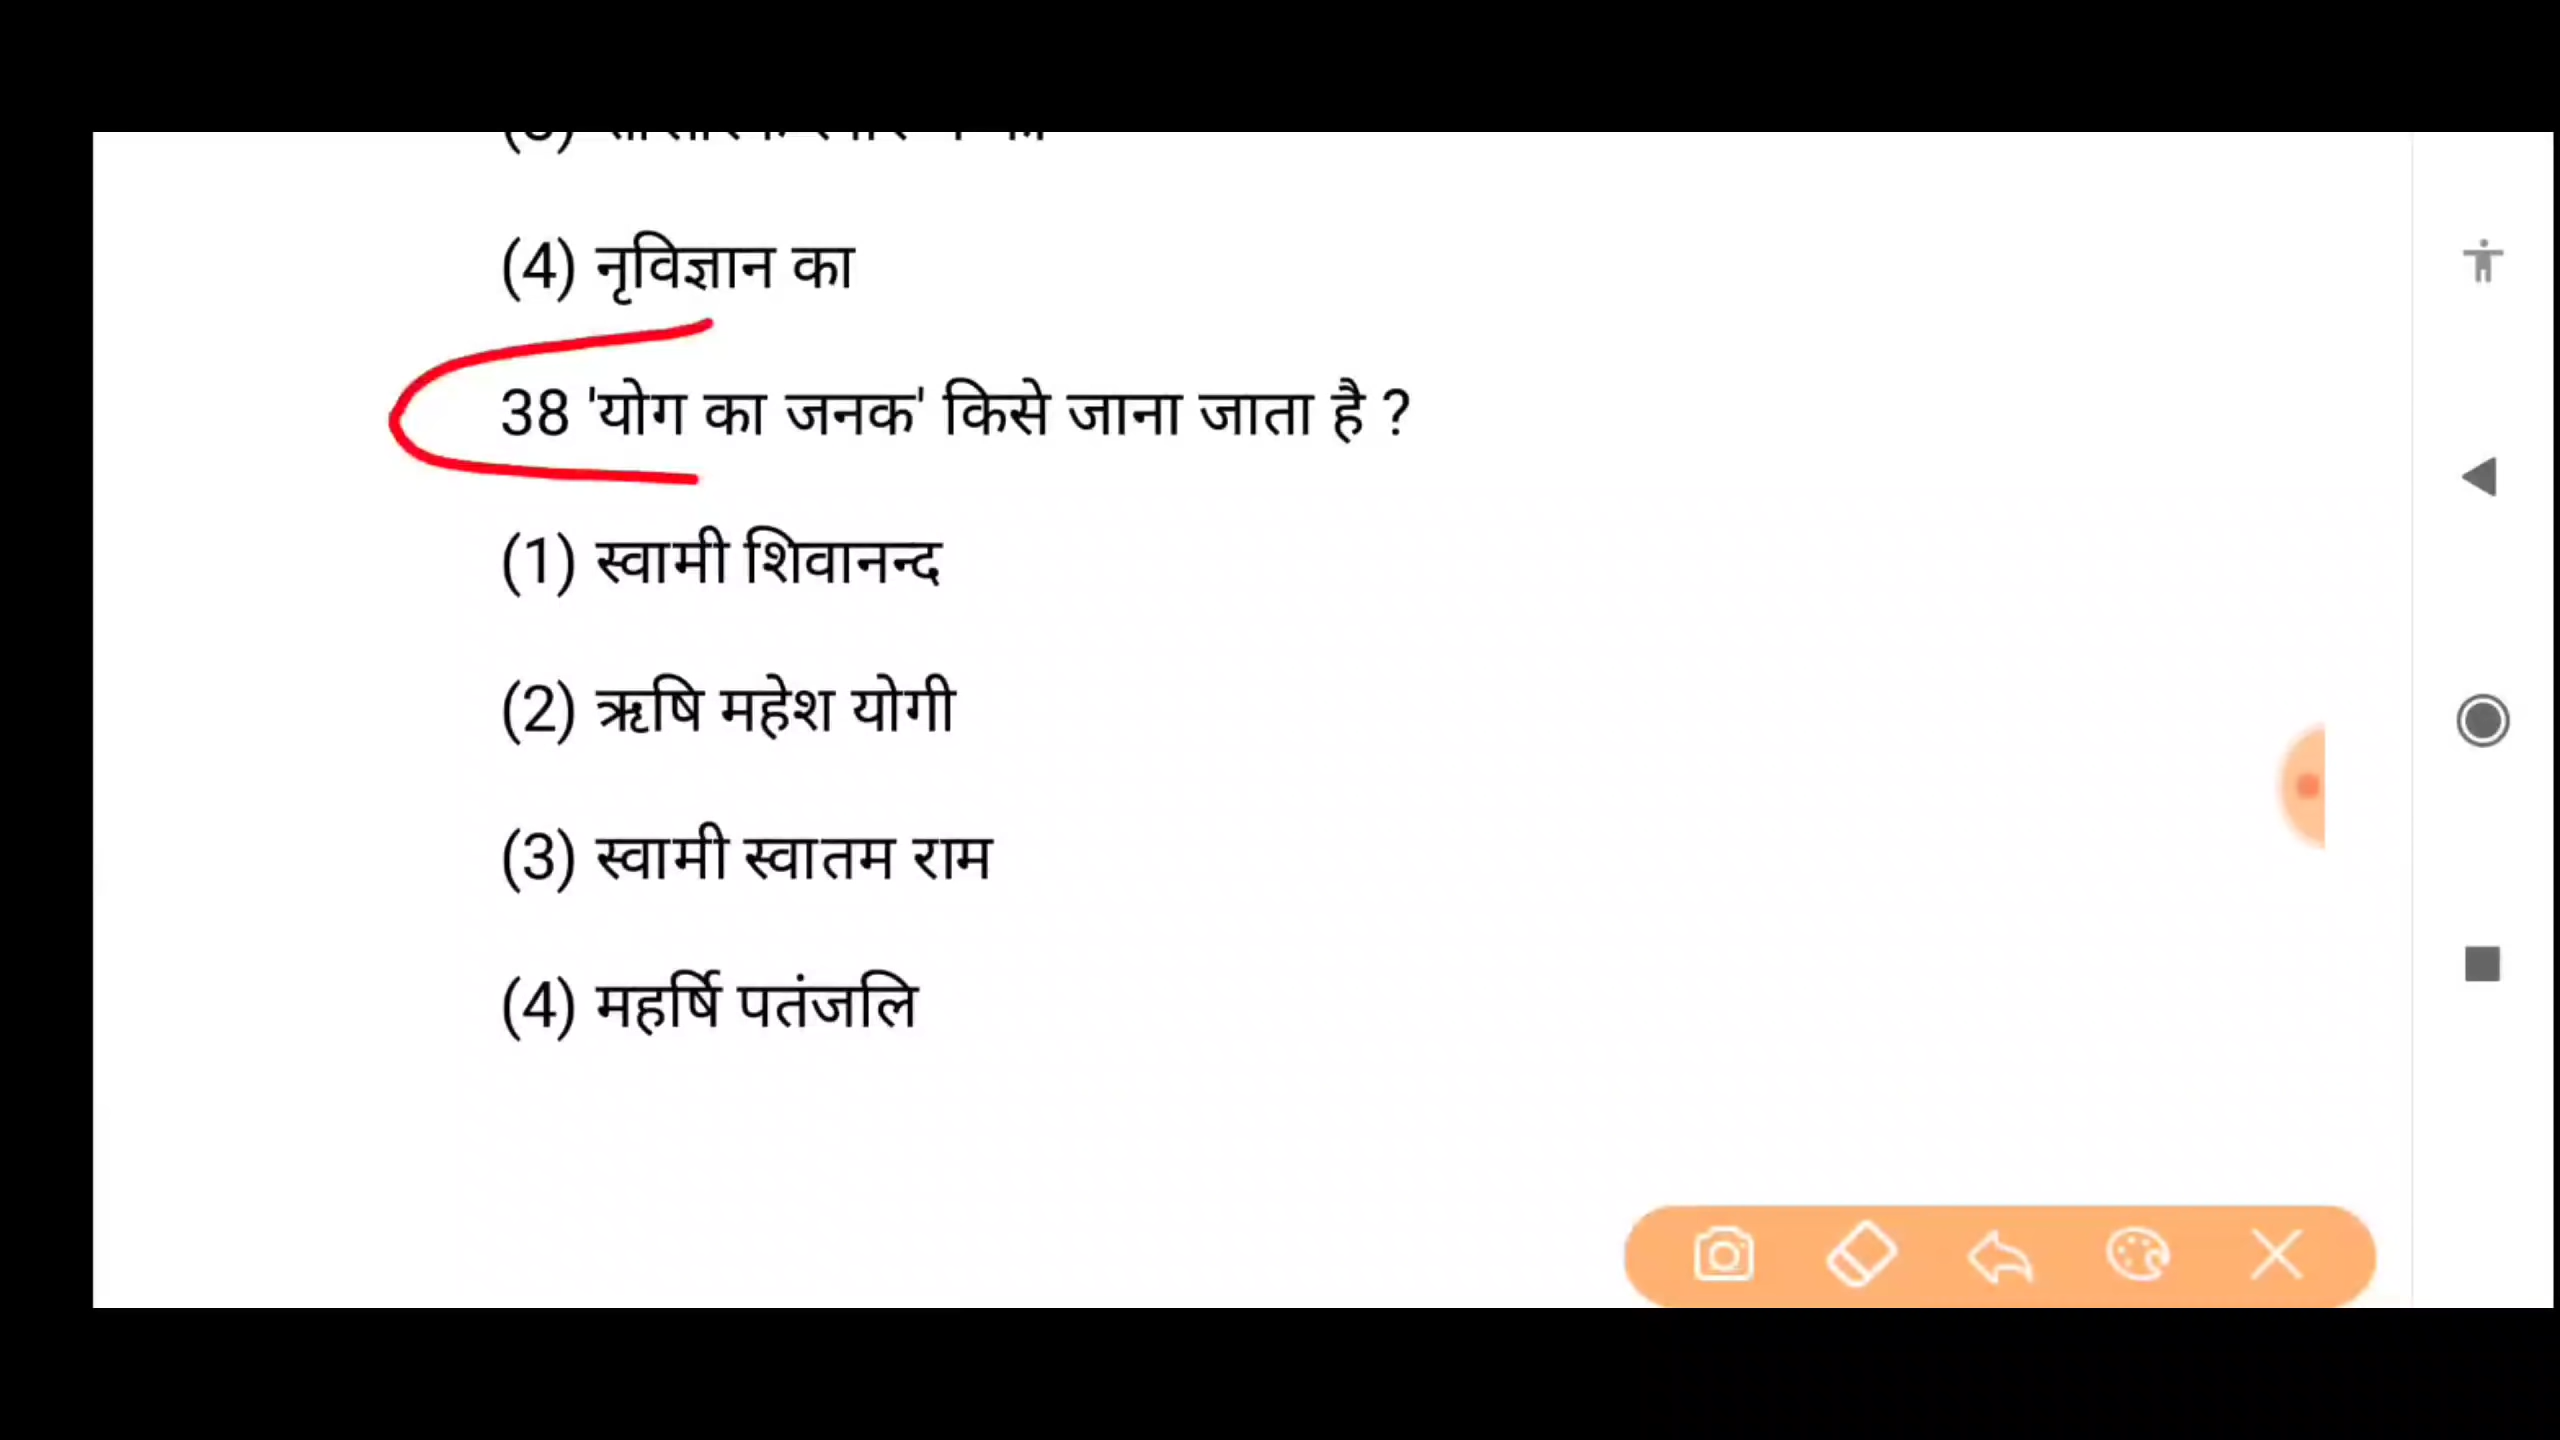 (4) नृविज्ञान का
38 'योग का जनक' किसे जाना जाता है ?
(1) स्वामी शिवानन्द
(2) ऋषि महेश योगी
(3) स्वामी स्वातम राम
(4) महर्षि पतंजलि